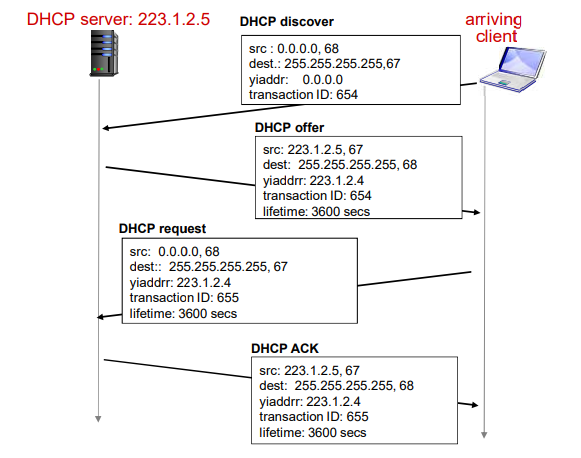 DHCP server: 223.1.2.5
arriving
client
DHCP discover
src : 0.0.0.0, 68
dest.: 255.255.255.255,67
yiaddr: 0.0.0.0
transaction ID: 654
DHCP offer
src: 223.1.2.5, 67
dest: 255.255.255.255, 68
yiaddrr: 223.1.2.4
transaction ID: 654
lifetime: 3600 secs
DHCP request
src: 0.0.0.0, 68
dest:: 255.255.255.255, 67
yiaddrr: 223.1.2.4
transaction ID: 655
lifetime: 3600 secs
DHCP ACK
src: 223.1.2.5, 67
dest: 255.255.255.255, 68
yiaddrr: 223.1.2.4
transaction ID: 655
lifetime: 3600 secs